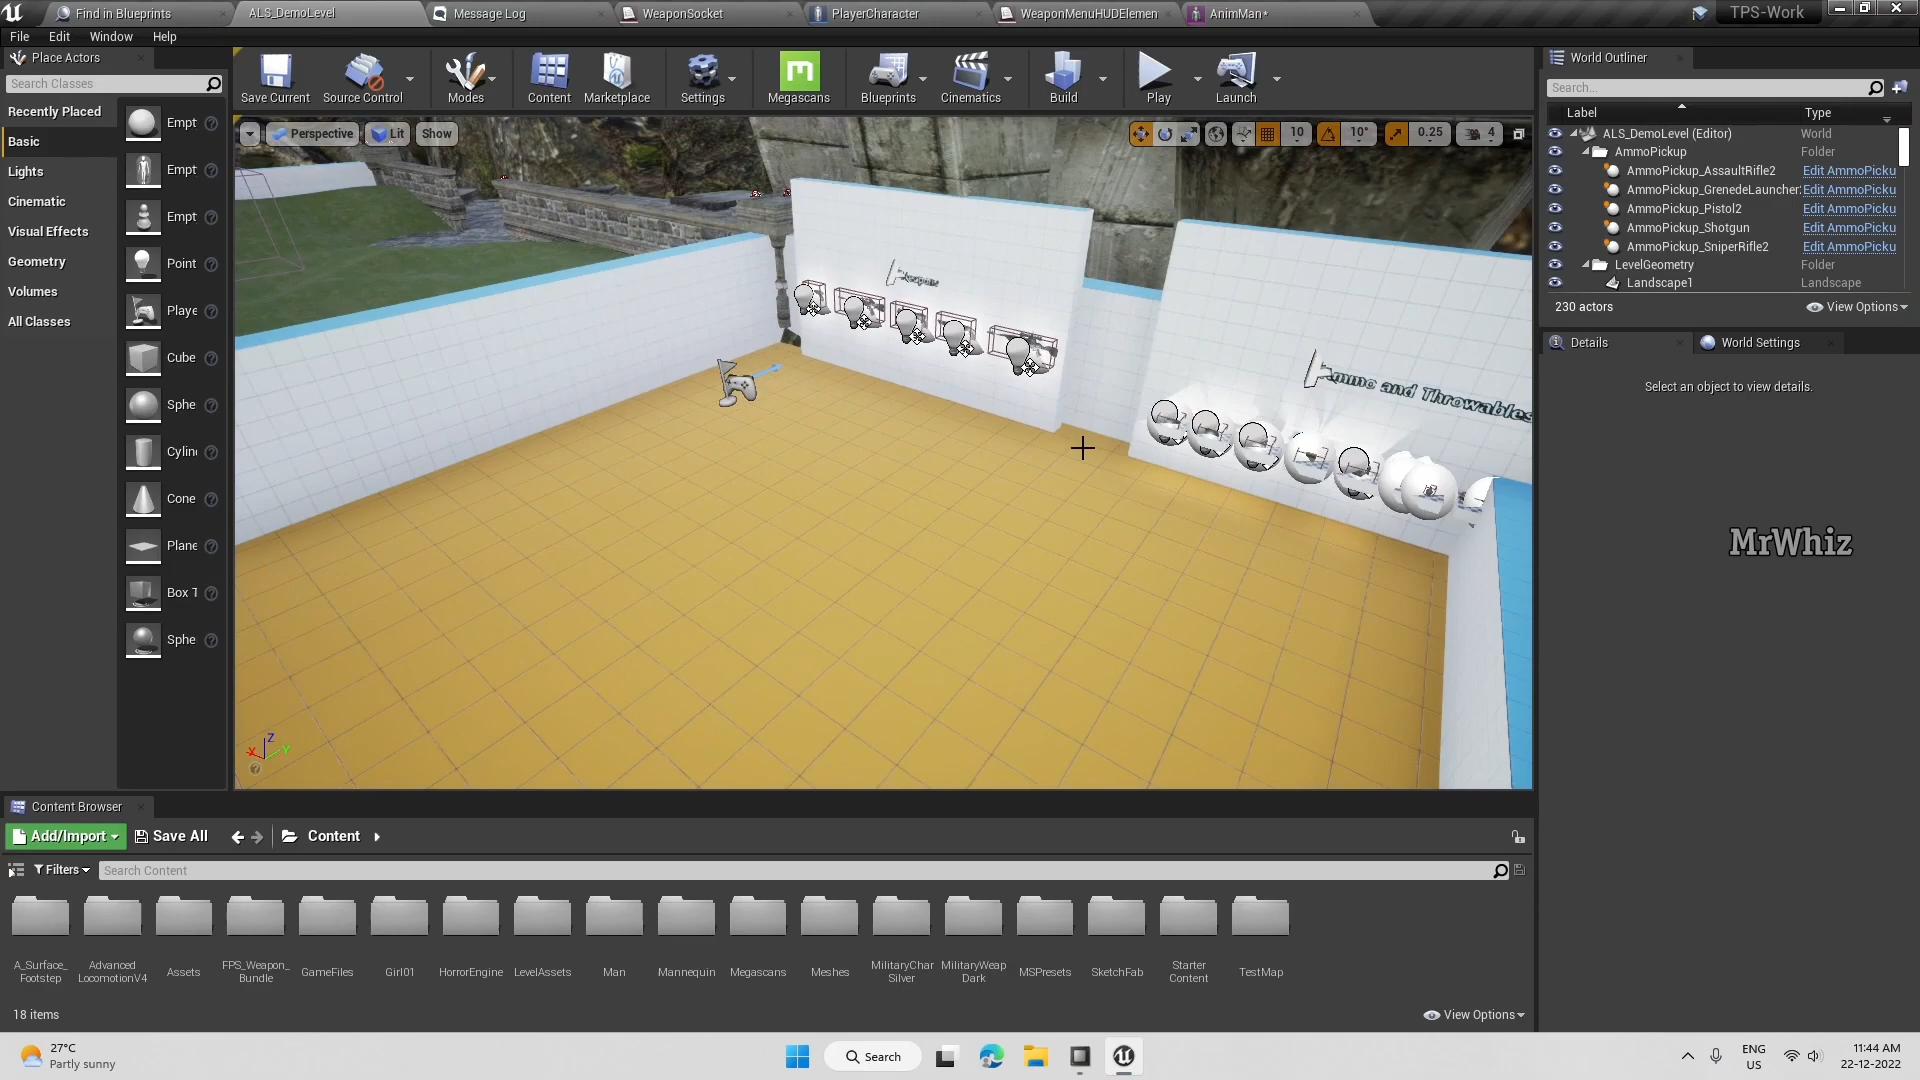 Find in Blueprints
ALS_DemoLevel
Message Log
WeaponSocket
PlayerCharacter
WeaponMenuHUDElemen
AnimMan*
TPS-Work
File
Edit
Window
Help
Place Actors
Search Classes
Recently Placed
Basic
Lights
Cinematic
Visual Effects
Geometry
Volumes
All Classes
Empt
Empt
Empt
Point
Playe
Cube
Sphe
Cylin
Cone
Plane
Box T
Sphe
Save Current
Source Control
Modes
Content
Marketplace
Settings
Megascans
Blueprints
Cinematics
Build
Play
Launch
Perspective
Lit
Show
10
10°
0.25
4
Weapons
Ammo and Throwables
X
Z
Y
World Outliner
Search...
Label
Type
ALS_DemoLevel (Editor)
World
AmmoPickup
Folder
AmmoPickup_AssaultRifle2
Edit AmmoPicku
AmmoPickup_GrenedeLauncher
Edit AmmoPicku
AmmoPickup_Pistol2
Edit AmmoPicku
AmmoPickup_Shotgun
Edit AmmoPicku
AmmoPickup_SniperRifle2
Edit AmmoPicku
LevelGeometry
Folder
Landscape1
Landscape
230 actors
View Options
Details
World Settings
Select an object to view details.
MrWhiz
Content Browser
Add/Import
Save All
Content
Filters
Search Content
A_Surface_
Footstep
Advanced
LocomotionV4
Assets
FPS_Weapon_
Bundle
GameFiles
Girl01
HorrorEngine
LevelAssets
Man
Mannequin
Megascans
Meshes
MilitaryChar
Silver
MilitaryWeap
Dark
MSPresets
SketchFab
Starter
Content
TestMap
18 items
View Options
27°C
Partly sunny
Search
ENG
US
11:44 AM
22-12-2022